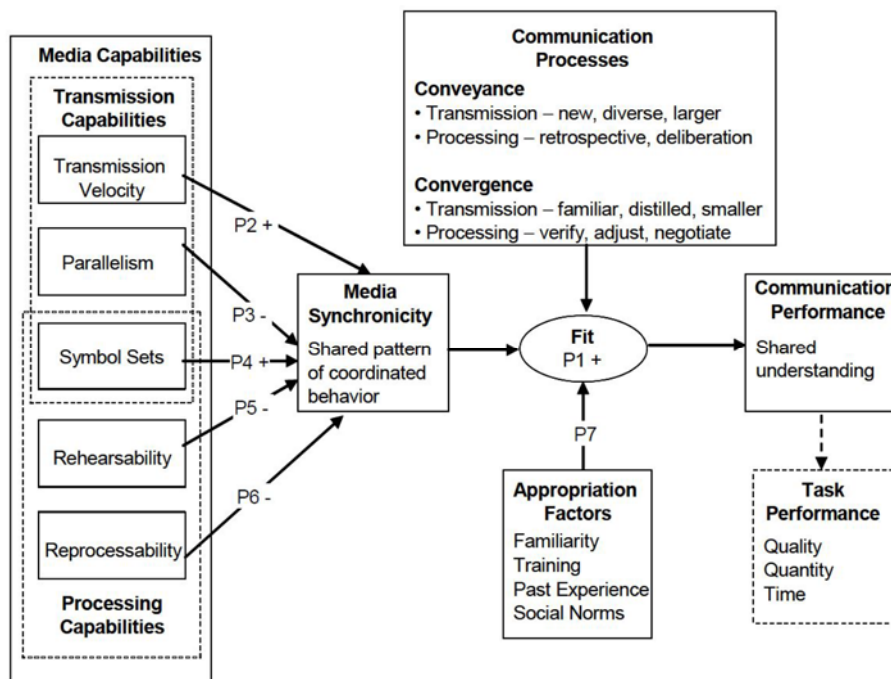 Media Capabilities
Transmission
Capabilities
Transmission
Velocity
Parallelism
Symbol Sets
Rehearsability
Reprocessability
Processing
Capabilities
P2 +
P3 -
P4 +
P5 -
P6 -
Media
Synchronicity
Shared pattern
of coordinated
behavior
Communication
Processes
Conveyance
• Transmission – new, diverse, larger
• Processing – retrospective, deliberation
Convergence
• Transmission – familiar, distilled, smaller
• Processing – verify, adjust, negotiate
Fit
P1 +
P7
Appropriation
Factors
Familiarity
Training
Past Experience
Social Norms
Communication
Performance
Shared
understanding
Task
Performance
Quality
Quantity
Time